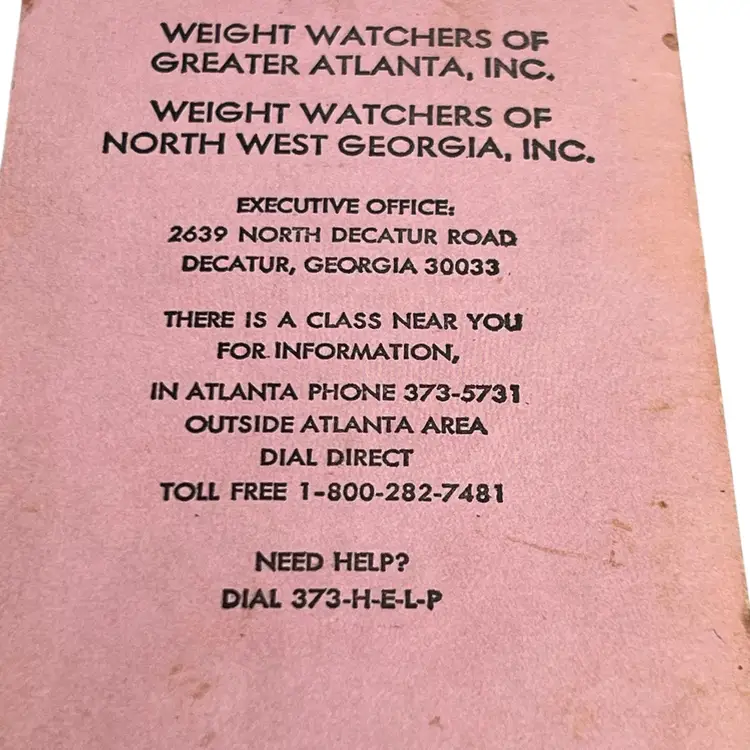 WEIGHT WATCHERS OF
GREATER ATLANTA, INC.
WEIGHT WATCHERS OF
NORTH WEST GEORGIA, INC.
EXECUTIVE OFFICE:
2639 NORTH DECATUR ROAD
DECATUR, GEORGIA 30033
THERE IS A CLASS NEAR YOU
FOR INFORMATION,
IN ATLANTA PHONE 373-5731
OUTSIDE ATLANTA AREA
DIAL DIRECT
TOLL FREE 1-800-282-7481
NEED HELP?
DIAL 373-H-E-L-P